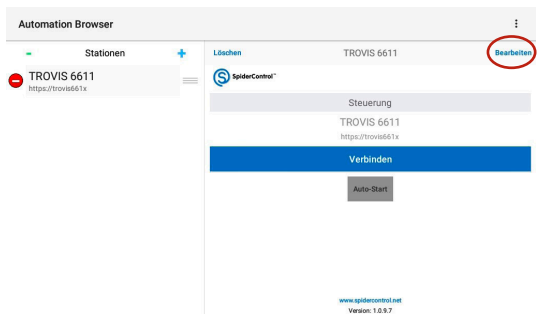 Automation Browser
- Stationen +
TROVIS 6611
https://trovis661x
Löschen TROVIS 6611 Bearbeiten
SpiderControl™
Steuerung
TROVIS 6611
https://trovis661x
Verbinden
Auto-Start
www.spidercontrol.net
Version: 1.0.9.7